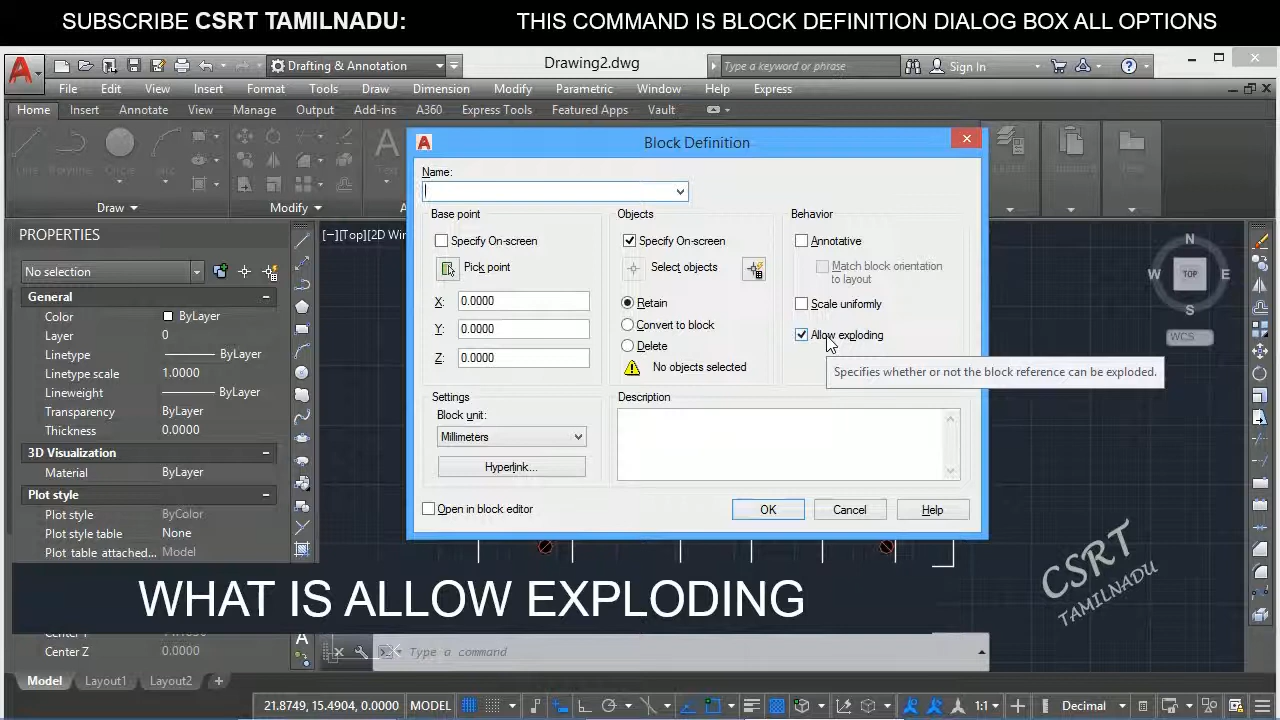 SUBSCRIBE CSRT TAMILNADU: THIS COMMAND IS BLOCK DEFINITION DIALOG BOX ALL OPTIONS
Drafting & Annotation
Drawing2.dwg
Type a keyword or phrase
Sign In
File Edit View Insert Format Tools Draw Dimension Modify Parametric Window Help Express
Home Insert Annotate View Manage Output Add-ins A360 Express Tools Featured Apps Vault
Line Polyline Circle Arc Text
Draw Modify
Block Definition
Name:
Base point
Specify On-screen
Pick point
X: 0.0000
Y: 0.0000
Z: 0.0000
Objects
Specify On-screen
Select objects
Retain
Convert to block
Delete
No objects selected
Behavior
Annotative
Match block orientation
to layout
Scale uniformly
Allow exploding
Specifies whether or not the block reference can be exploded.
Settings
Block unit:
Millimeters
Hyperlink...
Description
Open in block editor
OK Cancel Help
PROPERTIES
No selection
General
Color ByLayer
Layer 0
Linetype ByLayer
Linetype scale 1.0000
Lineweight ByLayer
Transparency ByLayer
Thickness 0.0000
3D Visualization
Material ByLayer
Plot style
Plot style ByColor
Plot style table None
Plot table attached... Model
Center Z 0.0000
[−][Top][2D Wir
N
W TOP E
S
WCS
CSRT
TAMILNADU
WHAT IS ALLOW EXPLODING
Type a command
Model Layout1 Layout2 +
21.8749, 15.4904, 0.0000 MODEL 1:1 Decimal